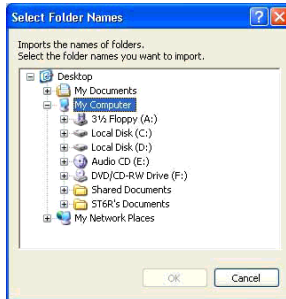 Select Folder Names
Imports the names of folders.
Select the folder names you want to import.
Desktop
My Documents
My Computer
3½ Floppy (A:)
Local Disk (C:)
Local Disk (D:)
Audio CD (E:)
DVD/CD-RW Drive (F:)
Shared Documents
ST6R's Documents
My Network Places
OK
Cancel